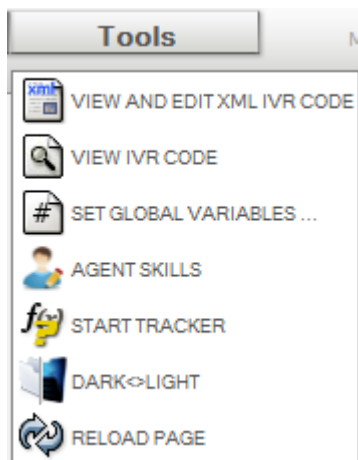 Tools
M
xml
VIEW AND EDIT XML IVR CODE
VIEW IVR CODE
#
SET GLOBAL VARIABLES ...
AGENT SKILLS
f(x)
START TRACKER
DARK<>LIGHT
RELOAD PAGE